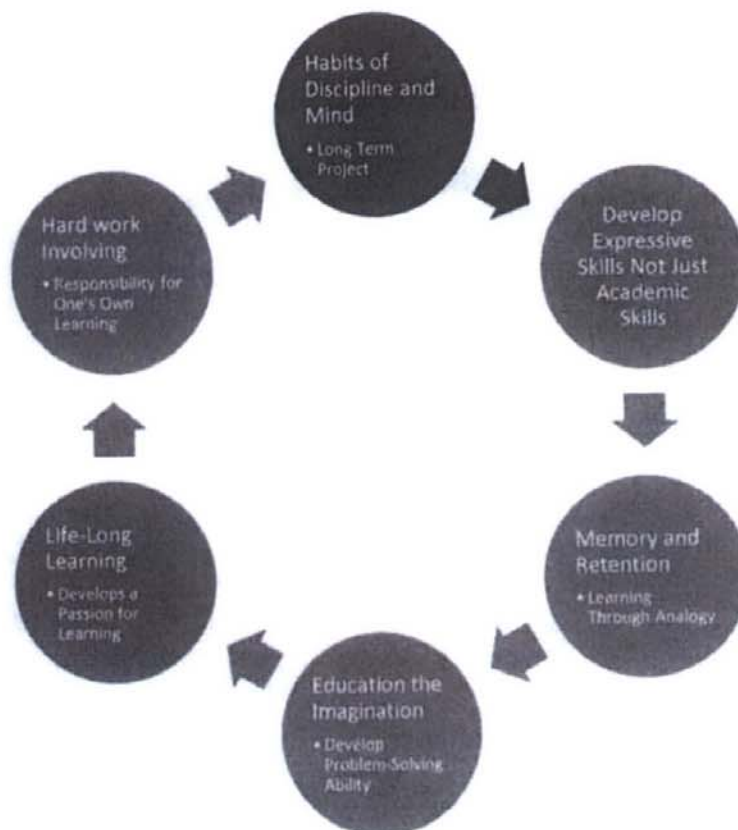 Habits of
Discipline and
Mind
• Long Term
Project
Develop
Expressive
Skills Not Just
Academic
Skills
Memory and
Retention
• Learning
Through Analogy
Education the
Imagination
• Develop
Problem-Solving
Ability
Life-Long
Learning
• Develops a
Passion for
Learning
Hard work
Involving
• Responsibility for
One's Own
Learning